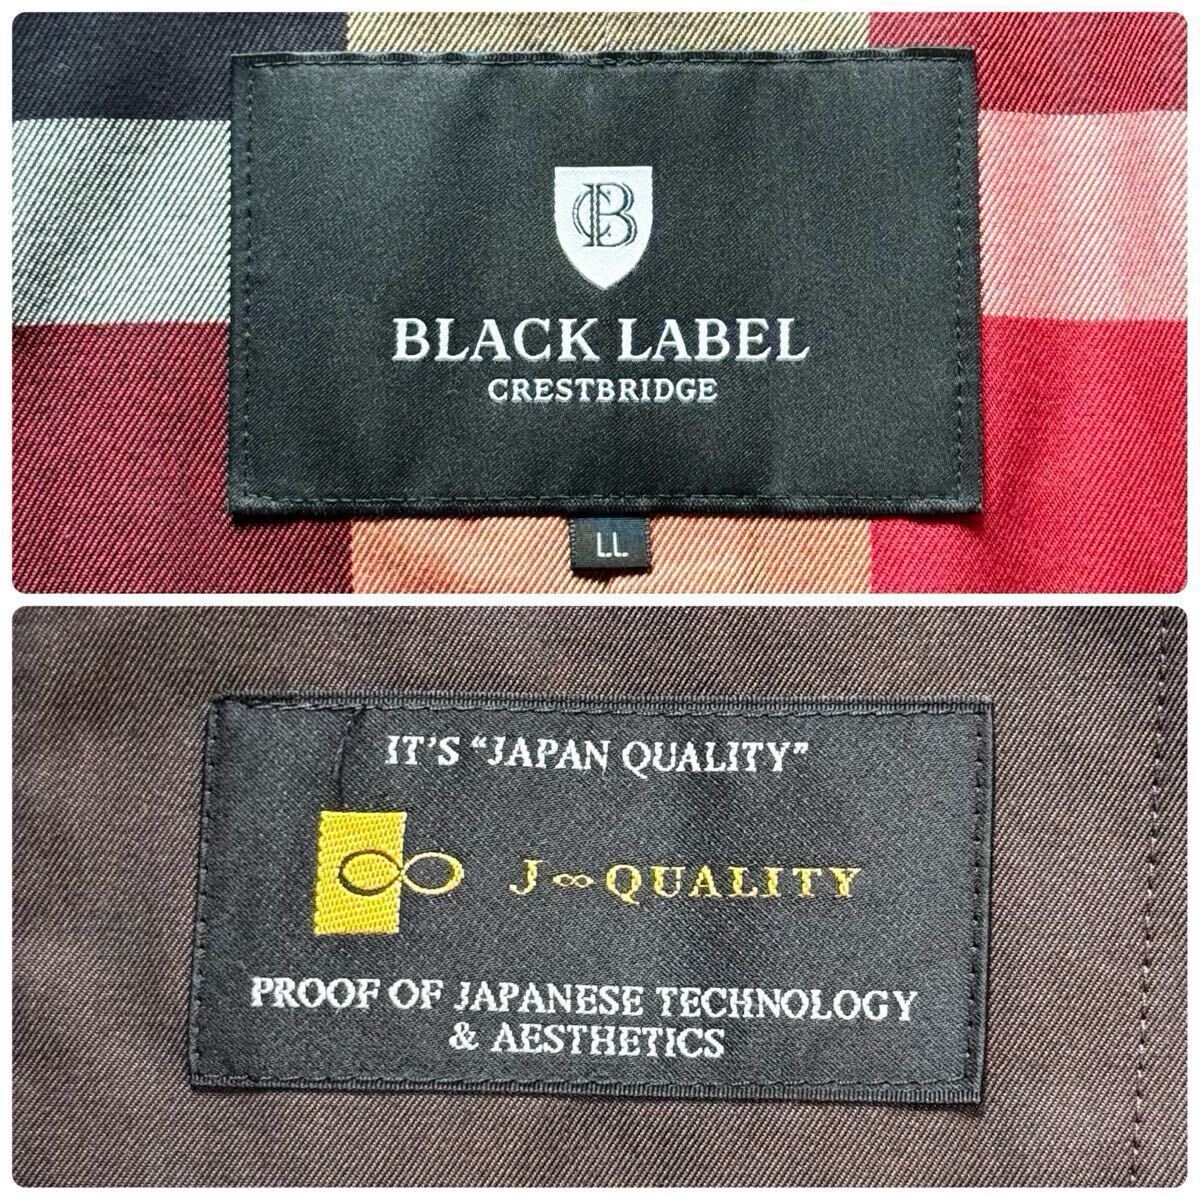 CB
BLACK LABEL
CRESTBRIDGE
LL
IT'S "JAPAN QUALITY"
J∞QUALITY
PROOF OF JAPANESE TECHNOLOGY
& AESTHETICS